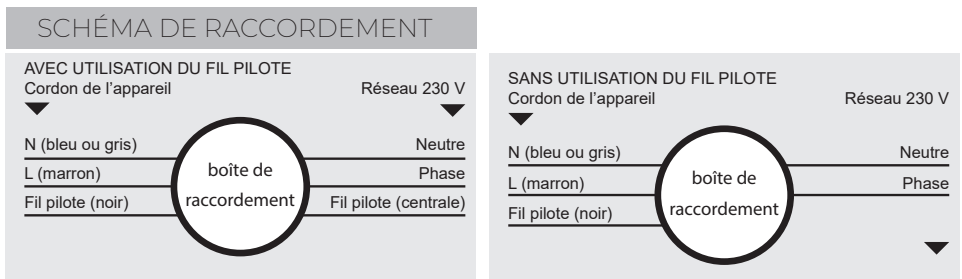 SCHÉMA DE RACCORDEMENT
AVEC UTILISATION DU FIL PILOTE
Cordon de l'appareil
Réseau 230 V
N (bleu ou gris)
L (marron)
Fil pilote (noir)
boîte de
raccordement
Neutre
Phase
Fil pilote (centrale)
SANS UTILISATION DU FIL PILOTE
Cordon de l'appareil
Réseau 230 V
N (bleu ou gris)
L (marron)
Fil pilote (noir)
boîte de
raccordement
Neutre
Phase